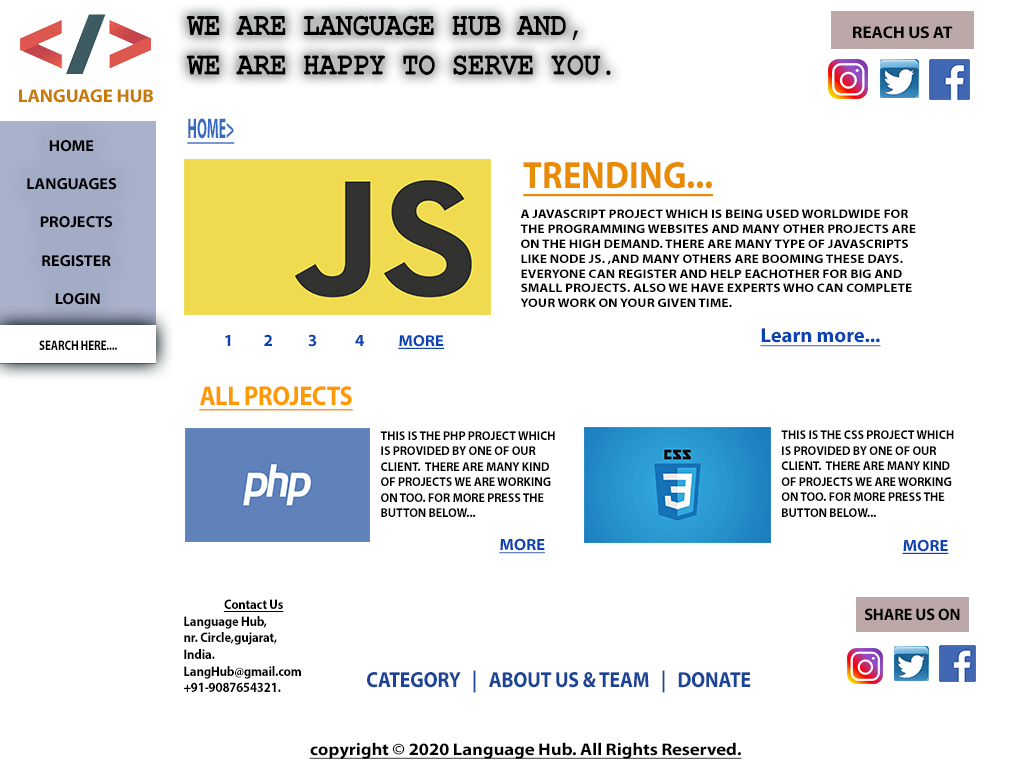 </>
LANGUAGE HUB
WE ARE LANGUAGE HUB AND,
WE ARE HAPPY TO SERVE YOU.
REACH US AT
HOME
LANGUAGES
PROJECTS
REGISTER
LOGIN
SEARCH HERE....
HOME>
JS
1 2 3 4 MORE
TRENDING...
A JAVASCRIPT PROJECT WHICH IS BEING USED WORLDWIDE FOR
THE PROGRAMMING WEBSITES AND MANY OTHER PROJECTS ARE
ON THE HIGH DEMAND. THERE ARE MANY TYPE OF JAVASCRIPTS
LIKE NODE JS. ,AND MANY OTHERS ARE BOOMING THESE DAYS.
EVERYONE CAN REGISTER AND HELP EACHOTHER FOR BIG AND
SMALL PROJECTS. ALSO WE HAVE EXPERTS WHO CAN COMPLETE
YOUR WORK ON YOUR GIVEN TIME.
Learn more...
ALL PROJECTS
php
THIS IS THE PHP PROJECT WHICH
IS PROVIDED BY ONE OF OUR
CLIENT. THERE ARE MANY KIND
OF PROJECTS WE ARE WORKING
ON TOO. FOR MORE PRESS THE
BUTTON BELOW...
MORE
CSS
3
THIS IS THE CSS PROJECT WHICH
IS PROVIDED BY ONE OF OUR
CLIENT. THERE ARE MANY KIND
OF PROJECTS WE ARE WORKING
ON TOO. FOR MORE PRESS THE
BUTTON BELOW...
MORE
Contact Us
Language Hub,
nr. Circle,gujarat,
India.
LangHub@gmail.com
+91-9087654321.
CATEGORY | ABOUT US & TEAM | DONATE
SHARE US ON
copyright © 2020 Language Hub. All Rights Reserved.